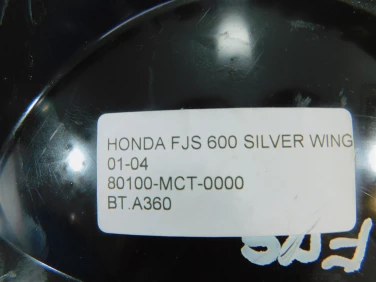 HONDA FJS 600 SILVER WING
01-04
80100-MCT-0000
BT.A360